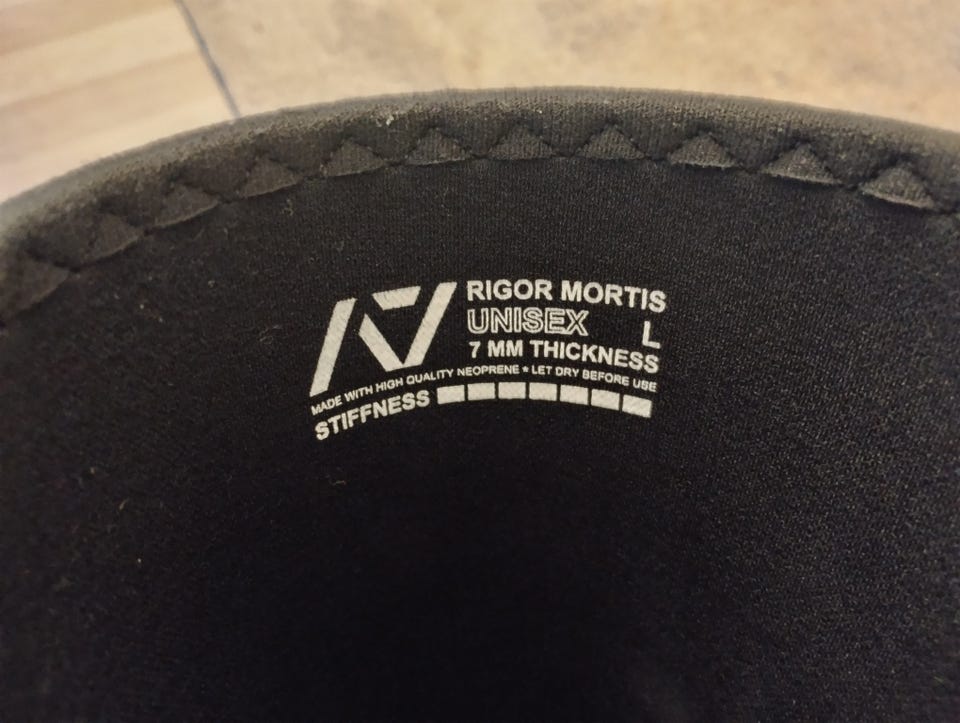 RIGOR MORTIS
UNISEX L
7 MM THICKNESS
MADE WITH HIGH QUALITY NEOPRENE * LET DRY BEFORE USE
STIFFNESS